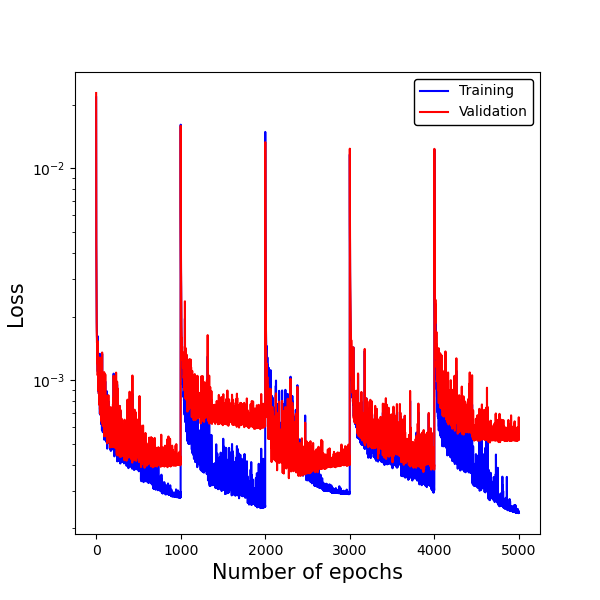 Training
Validation
10⁻²
10⁻³
Loss
0 1000 2000 3000 4000 5000
Number of epochs